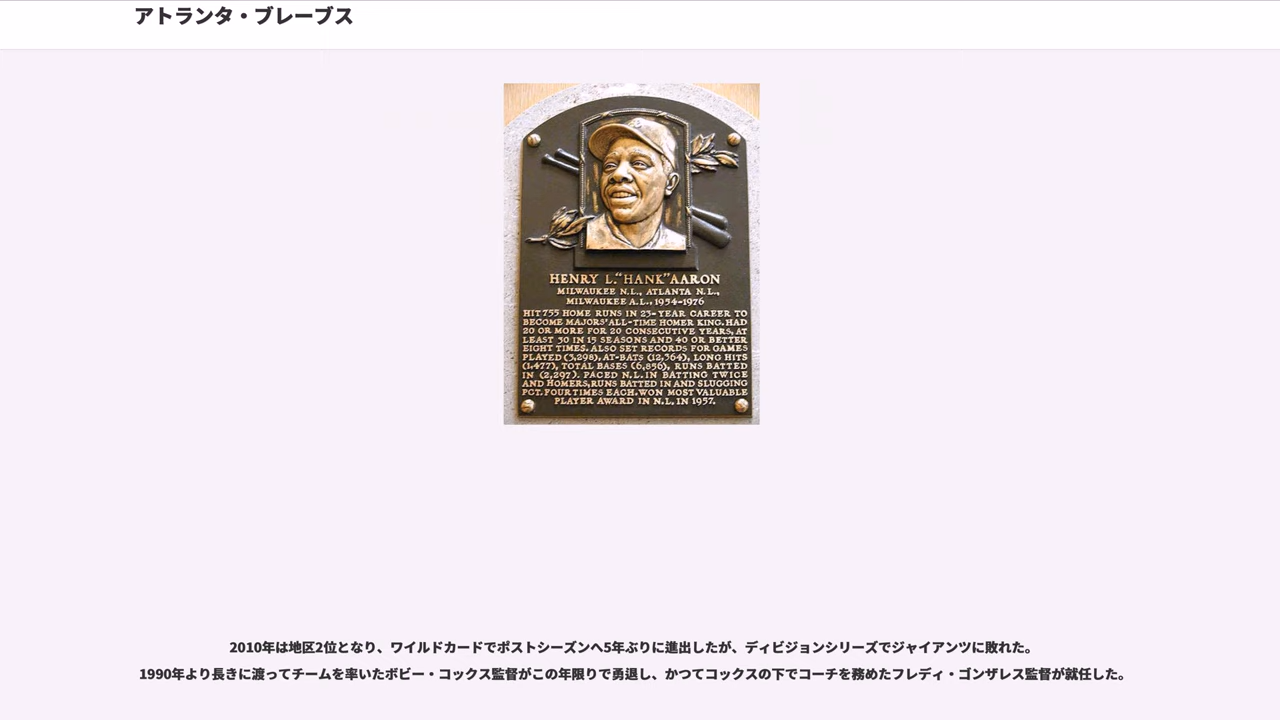 アトランタ・ブレーブス
HENRY L. "HANK" AARON
MILWAUKEE N.L., ATLANTA N.L.,
MILWAUKEE A.L., 1954-1976
HIT 755 HOME RUNS IN 23-YEAR CAREER TO
BECOME MAJORS' ALL-TIME HOMER KING. HAD
20 OR MORE FOR 20 CONSECUTIVE YEARS, AT
LEAST 30 IN 15 SEASONS AND 40 OR BETTER
EIGHT TIMES. ALSO SET RECORDS FOR GAMES
PLAYED (3,298), AT-BATS (12,364), LONG HITS
(1,477), TOTAL BASES (6,856), RUNS BATTED
IN (2,297). PACED N.L. IN BATTING TWICE
AND HOMERS, RUNS BATTED IN AND SLUGGING
PCT. FOUR TIMES EACH. WON MOST VALUABLE
PLAYER AWARD IN N.L. IN 1957.
2010年は地区2位となり、ワイルドカードでポストシーズンへ5年ぶりに進出したが、ディビジョンシリーズでジャイアンツに敗れた。
1990年より長きに渡ってチームを率いたボビー・コックス監督がこの年限りで勇退し、かつてコックスの下でコーチを務めたフレディ・ゴンザレス監督が就任した。